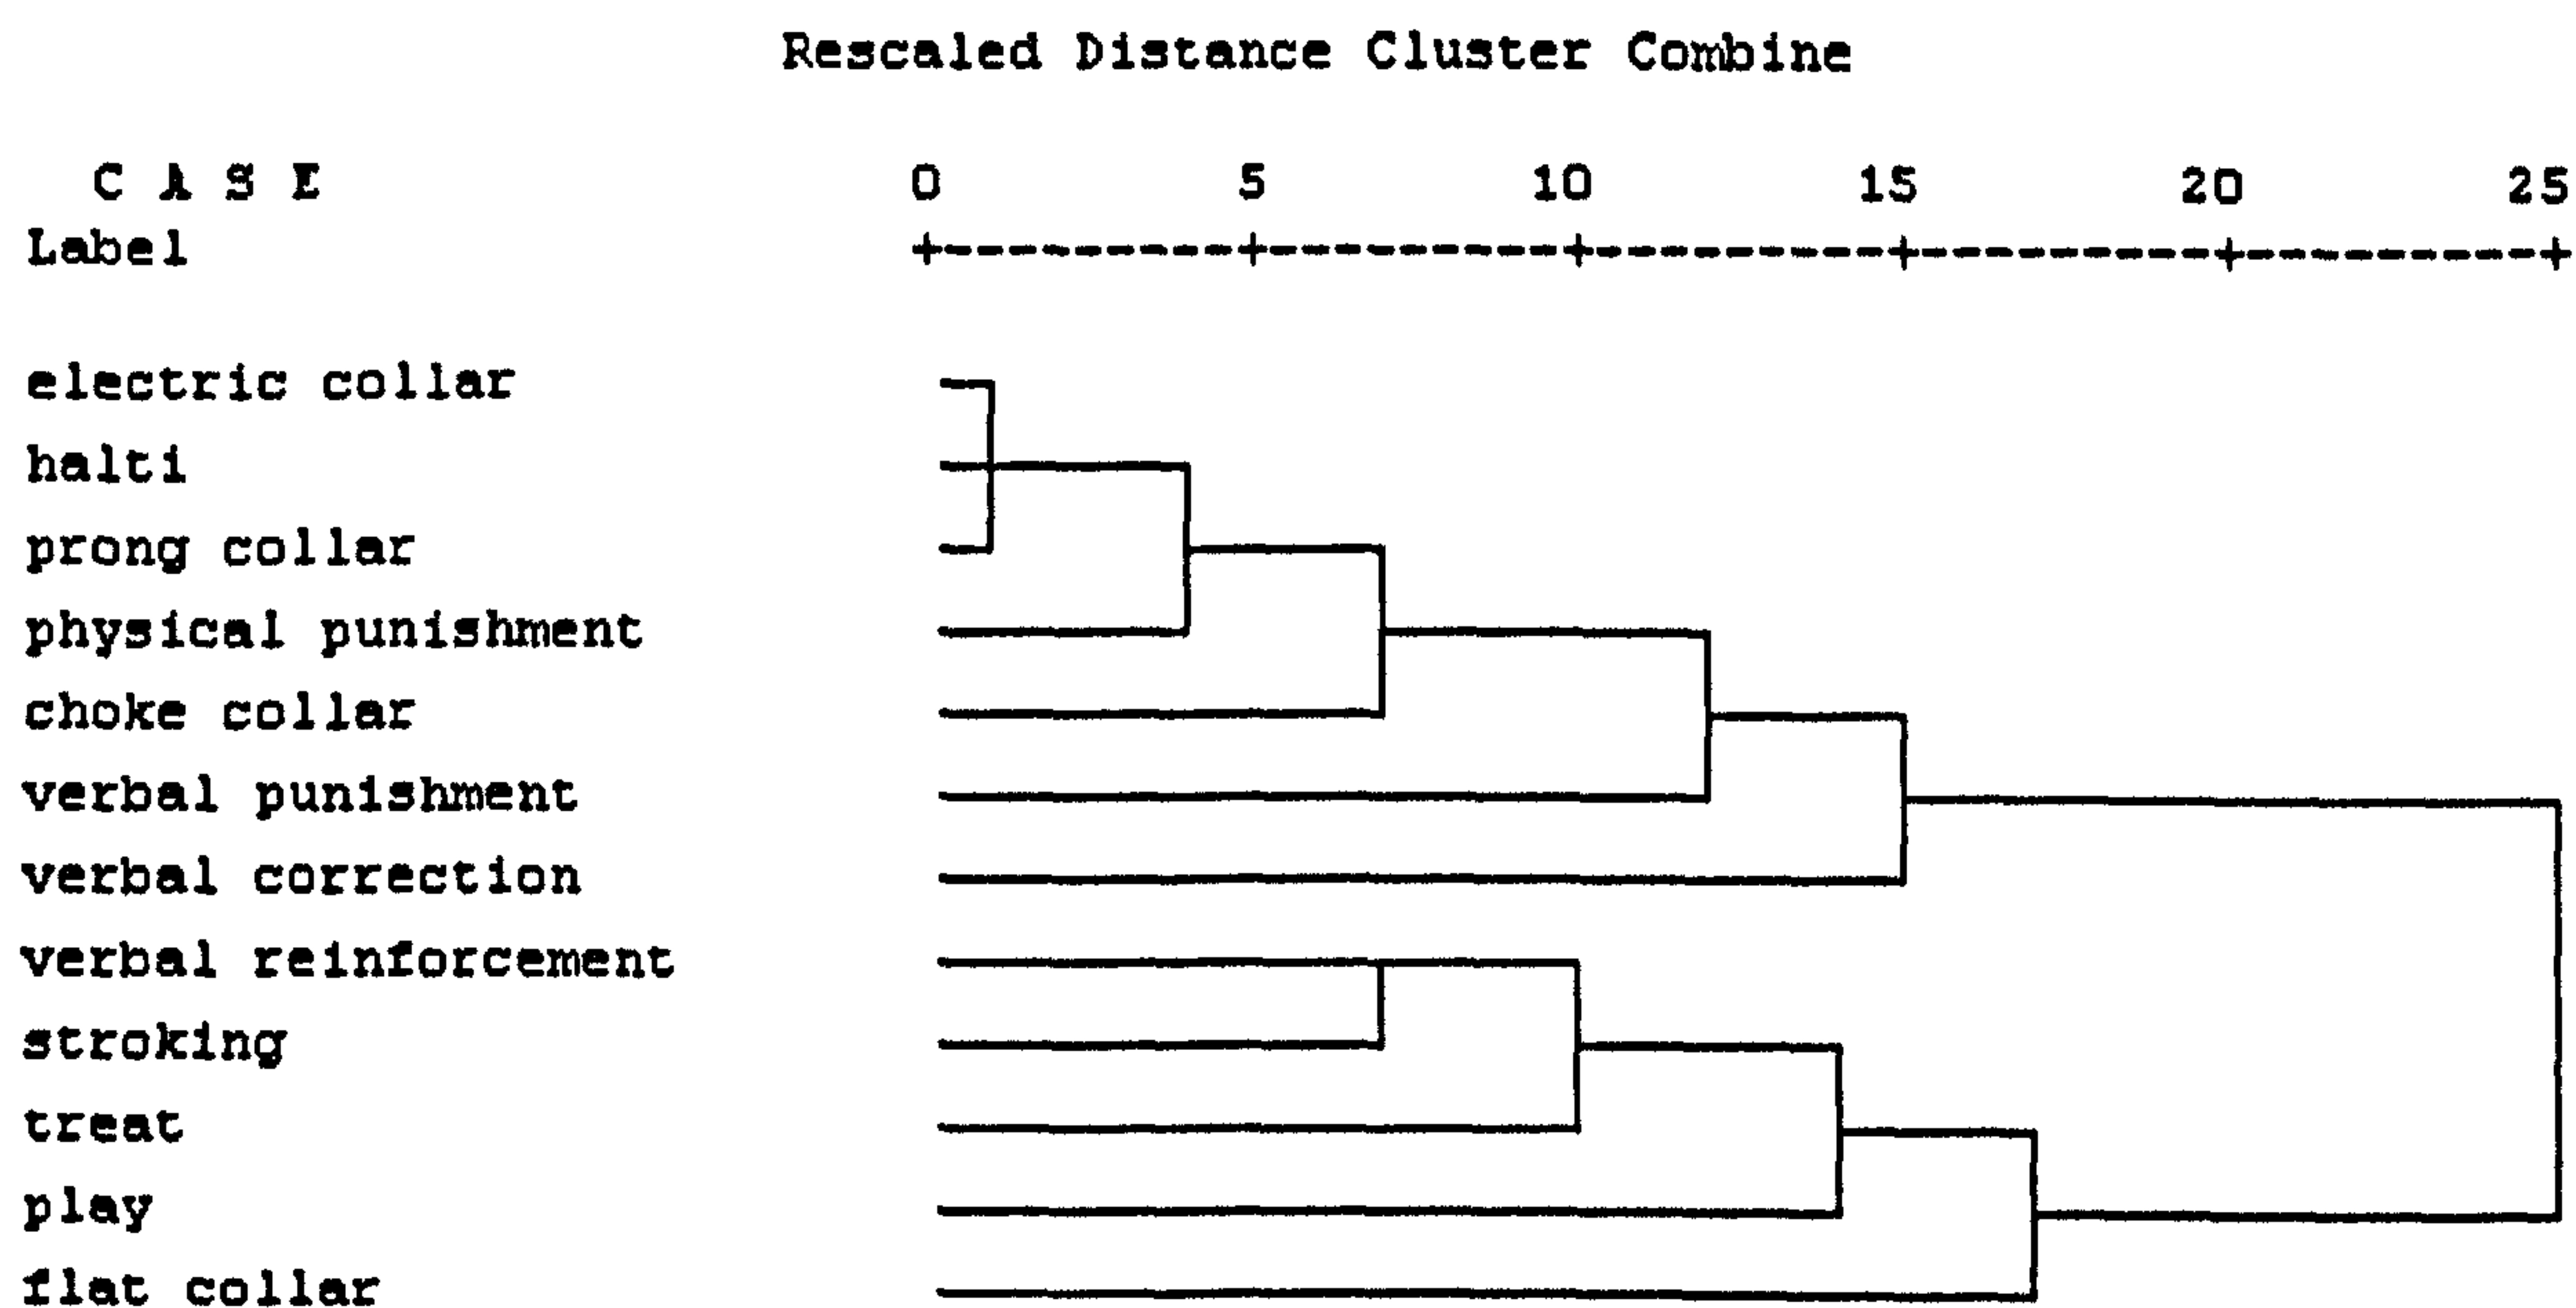 Rescaled Distance Cluster Combine
C A S E 0 5 10 15 20 25
Label +---------+---------+---------+---------+---------+
electric collar
halti
prong collar
physical punishment
choke collar
verbal punishment
verbal correction
verbal reinforcement
stroking
treat
play
flat collar